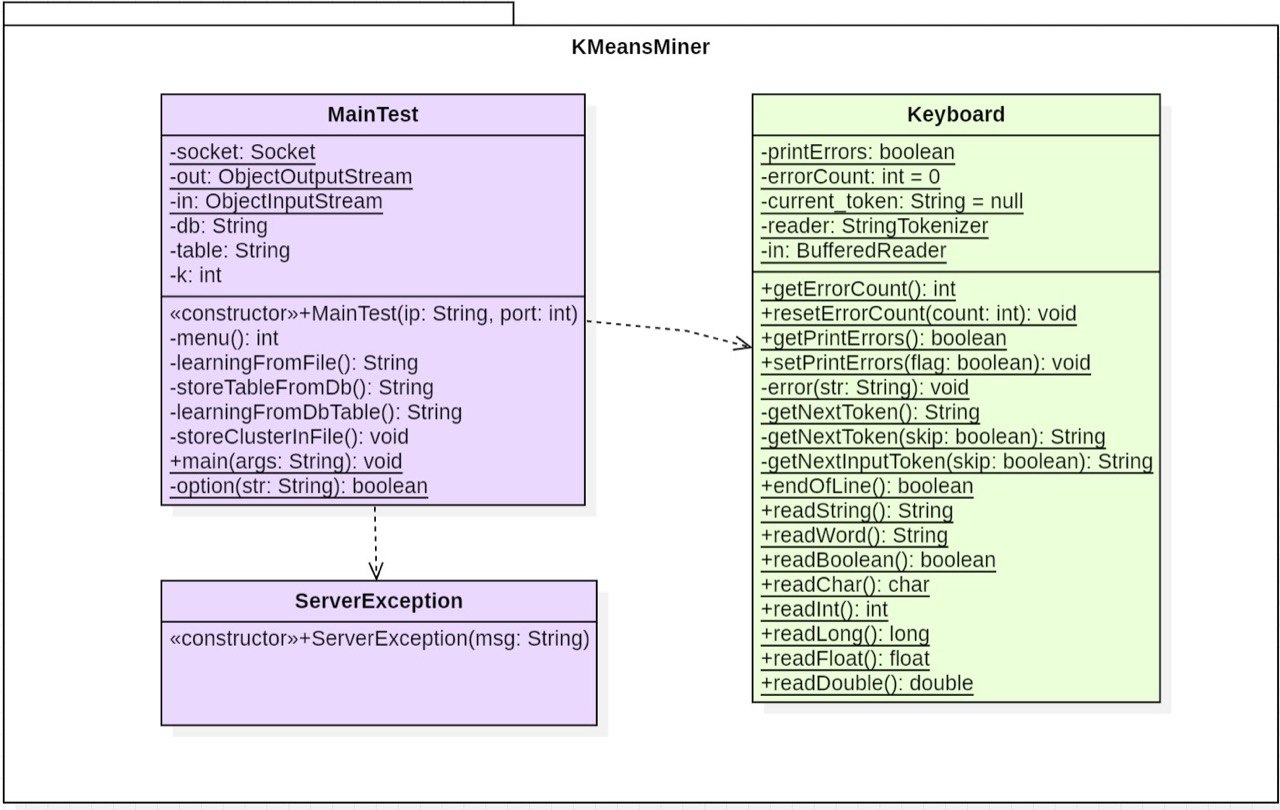 KMeansMiner
MainTest
-socket: Socket
-out: ObjectOutputStream
-in: ObjectInputStream
-db: String
-table: String
-k: int
«constructor»+MainTest(ip: String, port: int)
-menu(): int
-learningFromFile(): String
-storeTableFromDb(): String
-learningFromDbTable(): String
-storeClusterInFile(): void
+main(args: String): void
-option(str: String): boolean
ServerException
«constructor»+ServerException(msg: String)
Keyboard
-printErrors: boolean
-errorCount: int = 0
-current_token: String = null
-reader: StringTokenizer
-in: BufferedReader
+getErrorCount(): int
+resetErrorCount(count: int): void
+getPrintErrors(): boolean
+setPrintErrors(flag: boolean): void
-error(str: String): void
-getNextToken(): String
-getNextToken(skip: boolean): String
-getNextInputToken(skip: boolean): String
+endOfLine(): boolean
+readString(): String
+readWord(): String
+readBoolean(): boolean
+readChar(): char
+readInt(): int
+readLong(): long
+readFloat(): float
+readDouble(): double